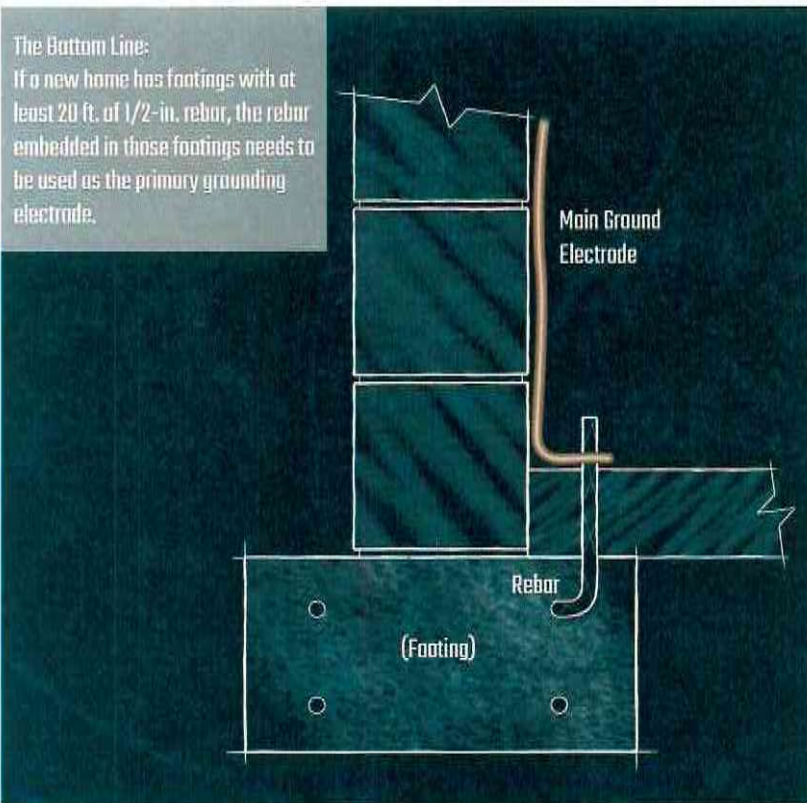 The Bottom Line:
If a new home has footings with at
least 20 ft. of 1/2-in. rebar, the rebar
embedded in those footings needs to
be used as the primary grounding
electrode.
Main Ground
Electrode
Rebar
(Footing)